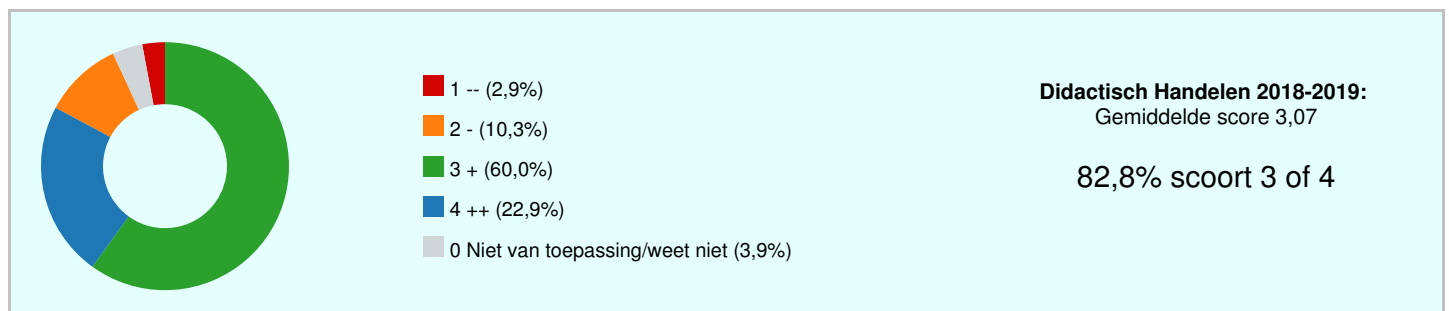 1 -- (2,9%)
2 - (10,3%)
3 + (60,0%)
4 ++ (22,9%)
0 Niet van toepassing/weet niet (3,9%)
Didactisch Handelen 2018-2019:
Gemiddelde score 3,07
82,8% scoort 3 of 4